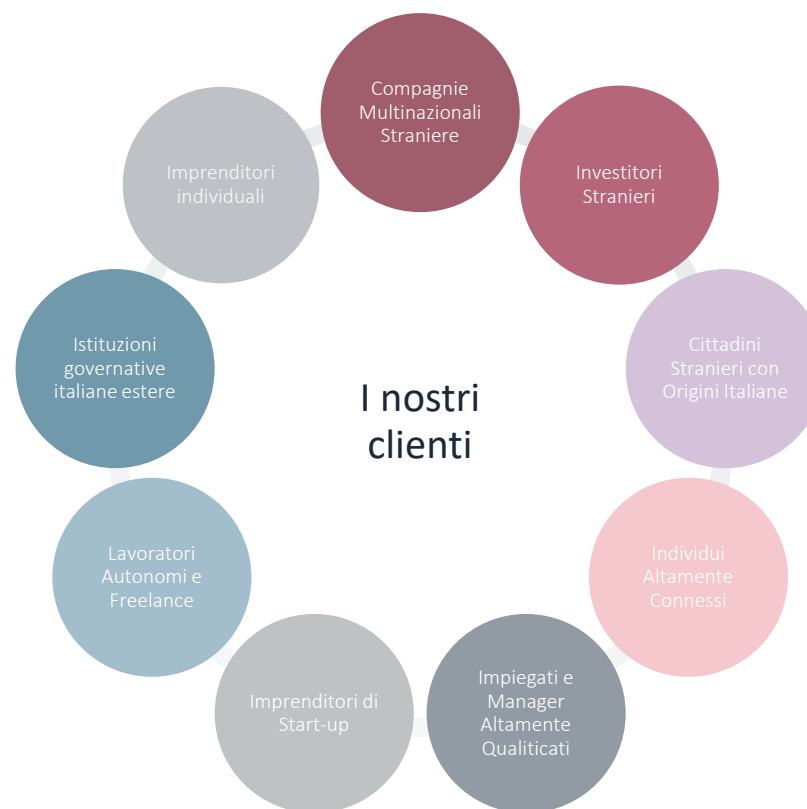 Compagnie
Multinazionali
Straniere
Investitori
Stranieri
Cittadini
Stranieri con
Origini Italiane
Individui
Altamente
Connessi
Impiegati e
Manager
Altamente
Qualiticati
Imprenditori di
Start-up
Lavoratori
Autonomi e
Freelance
Istituzioni
governative
italiane estere
Imprenditori
individuali
I nostri
clienti